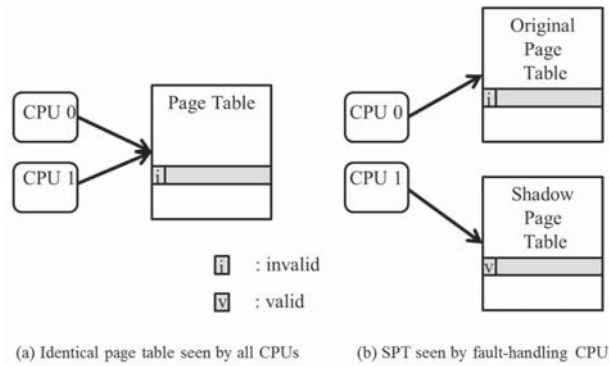 CPU 0
CPU 1
Page Table
i
i : invalid
v : valid
(a) Identical page table seen by all CPUs
CPU 0
CPU 1
Original
Page
Table
i
Shadow
Page
Table
v
(b) SPT seen by fault-handling CPU